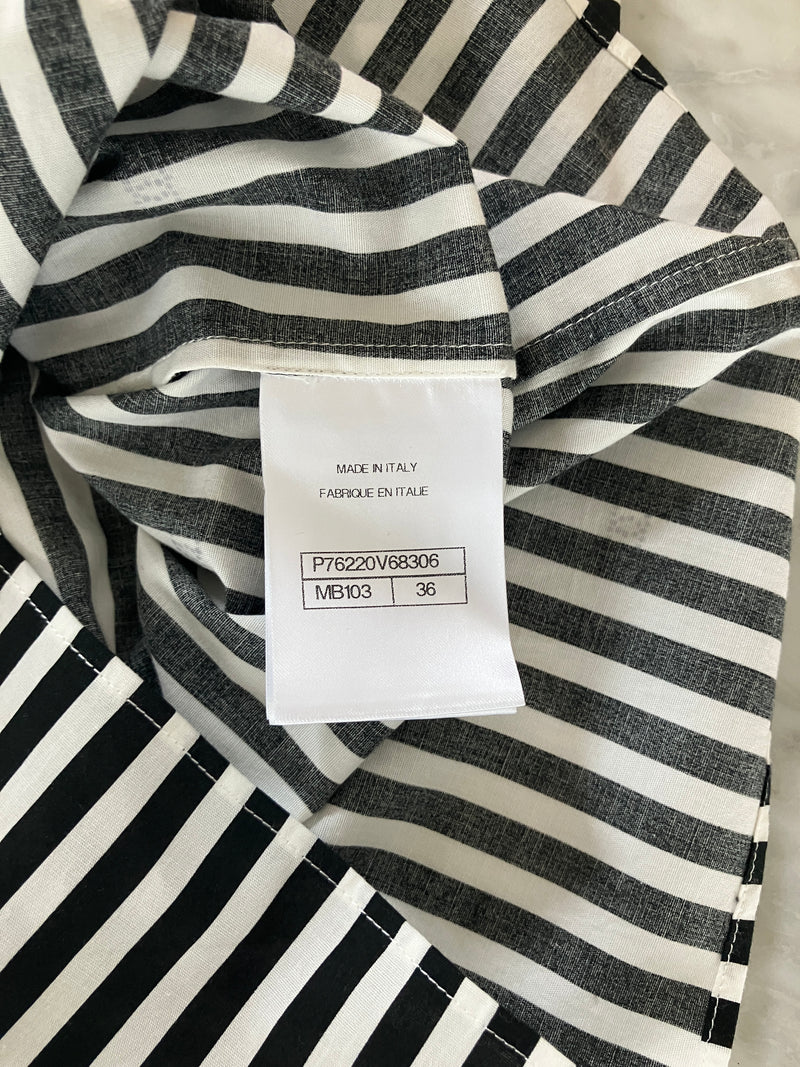 MADE IN ITALY
FABRIQUE EN ITALIE
P76220V68306
MB103 36